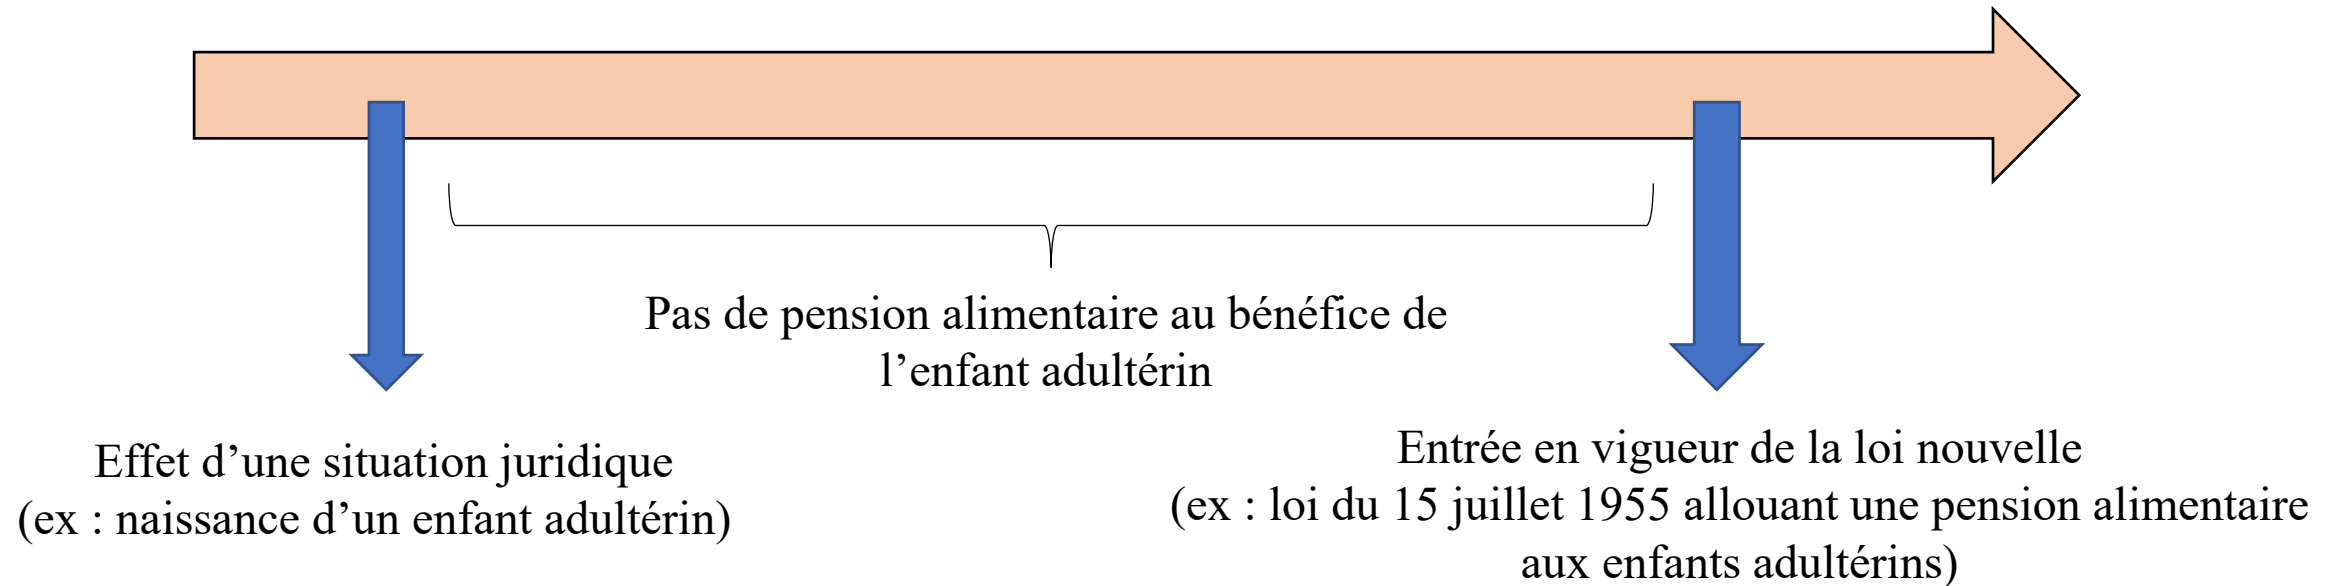 Pas de pension alimentaire au bénéfice de
l’enfant adultérin
Effet d’une situation juridique
(ex : naissance d’un enfant adultérin)
Entrée en vigueur de la loi nouvelle
(ex : loi du 15 juillet 1955 allouant une pension alimentaire
aux enfants adultérins)